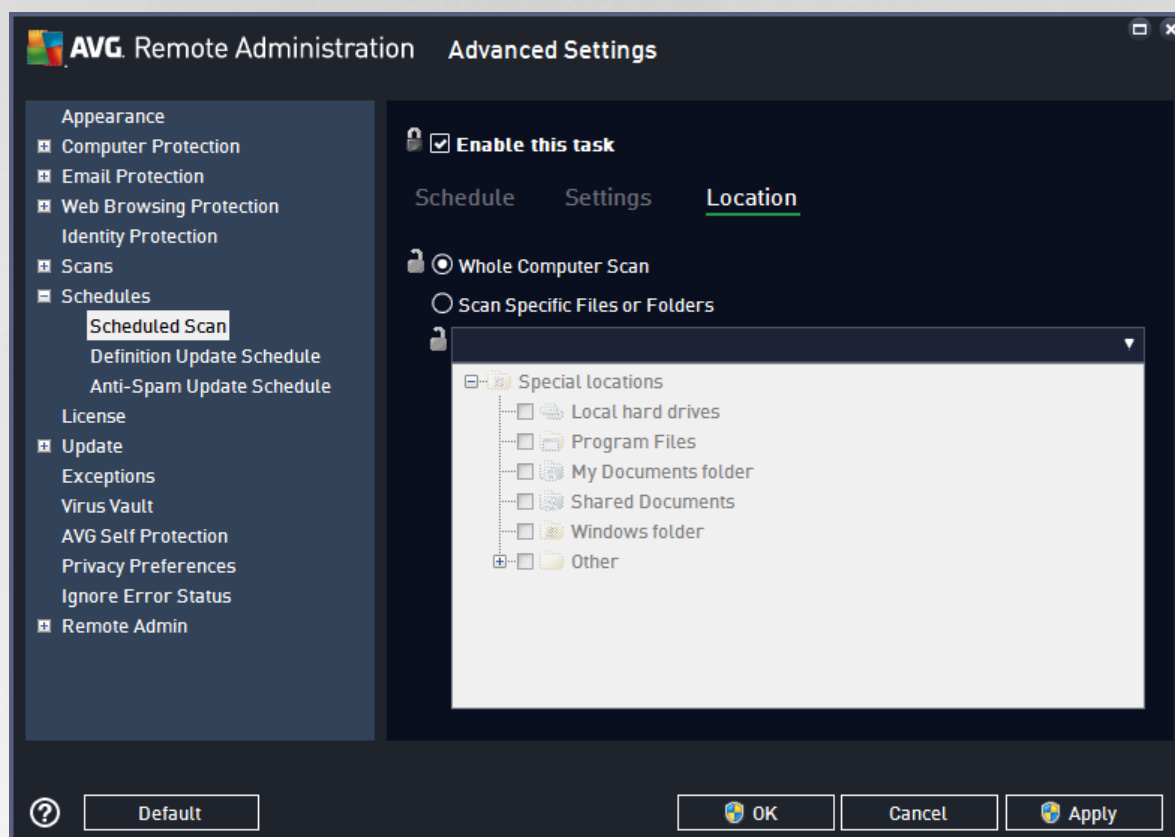 AVG. Remote Administration Advanced Settings
Appearance
Computer Protection
Email Protection
Web Browsing Protection
Identity Protection
Scans
Schedules
Scheduled Scan
Definition Update Schedule
Anti-Spam Update Schedule
License
Update
Exceptions
Virus Vault
AVG Self Protection
Privacy Preferences
Ignore Error Status
Remote Admin
Enable this task
Schedule Settings Location
Whole Computer Scan
Scan Specific Files or Folders
Special locations
Local hard drives
Program Files
My Documents folder
Shared Documents
Windows folder
Other
? Default OK Cancel Apply